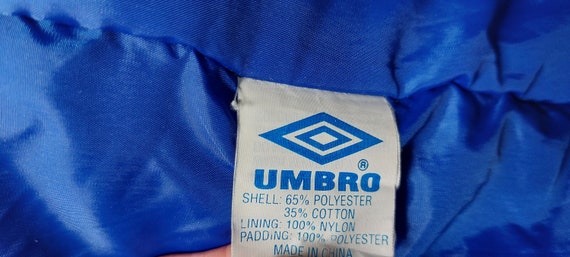 ®
UMBRO
SHELL: 65% POLYESTER
35% COTTON
LINING: 100% NYLON
PADDING: 100% POLYESTER
MADE IN CHINA